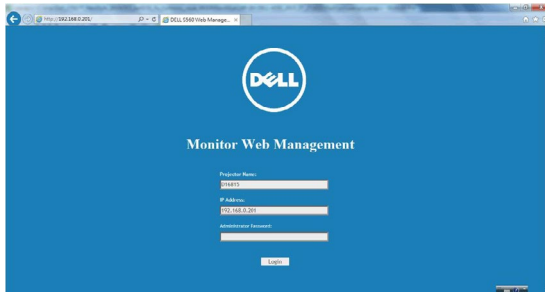 http://192.168.0.201/
DELL S560 Web Manage...
DELL
Monitor Web Management
Projector Name:
D16815
IP Address:
192.168.0.201
Administrator Password:
Login